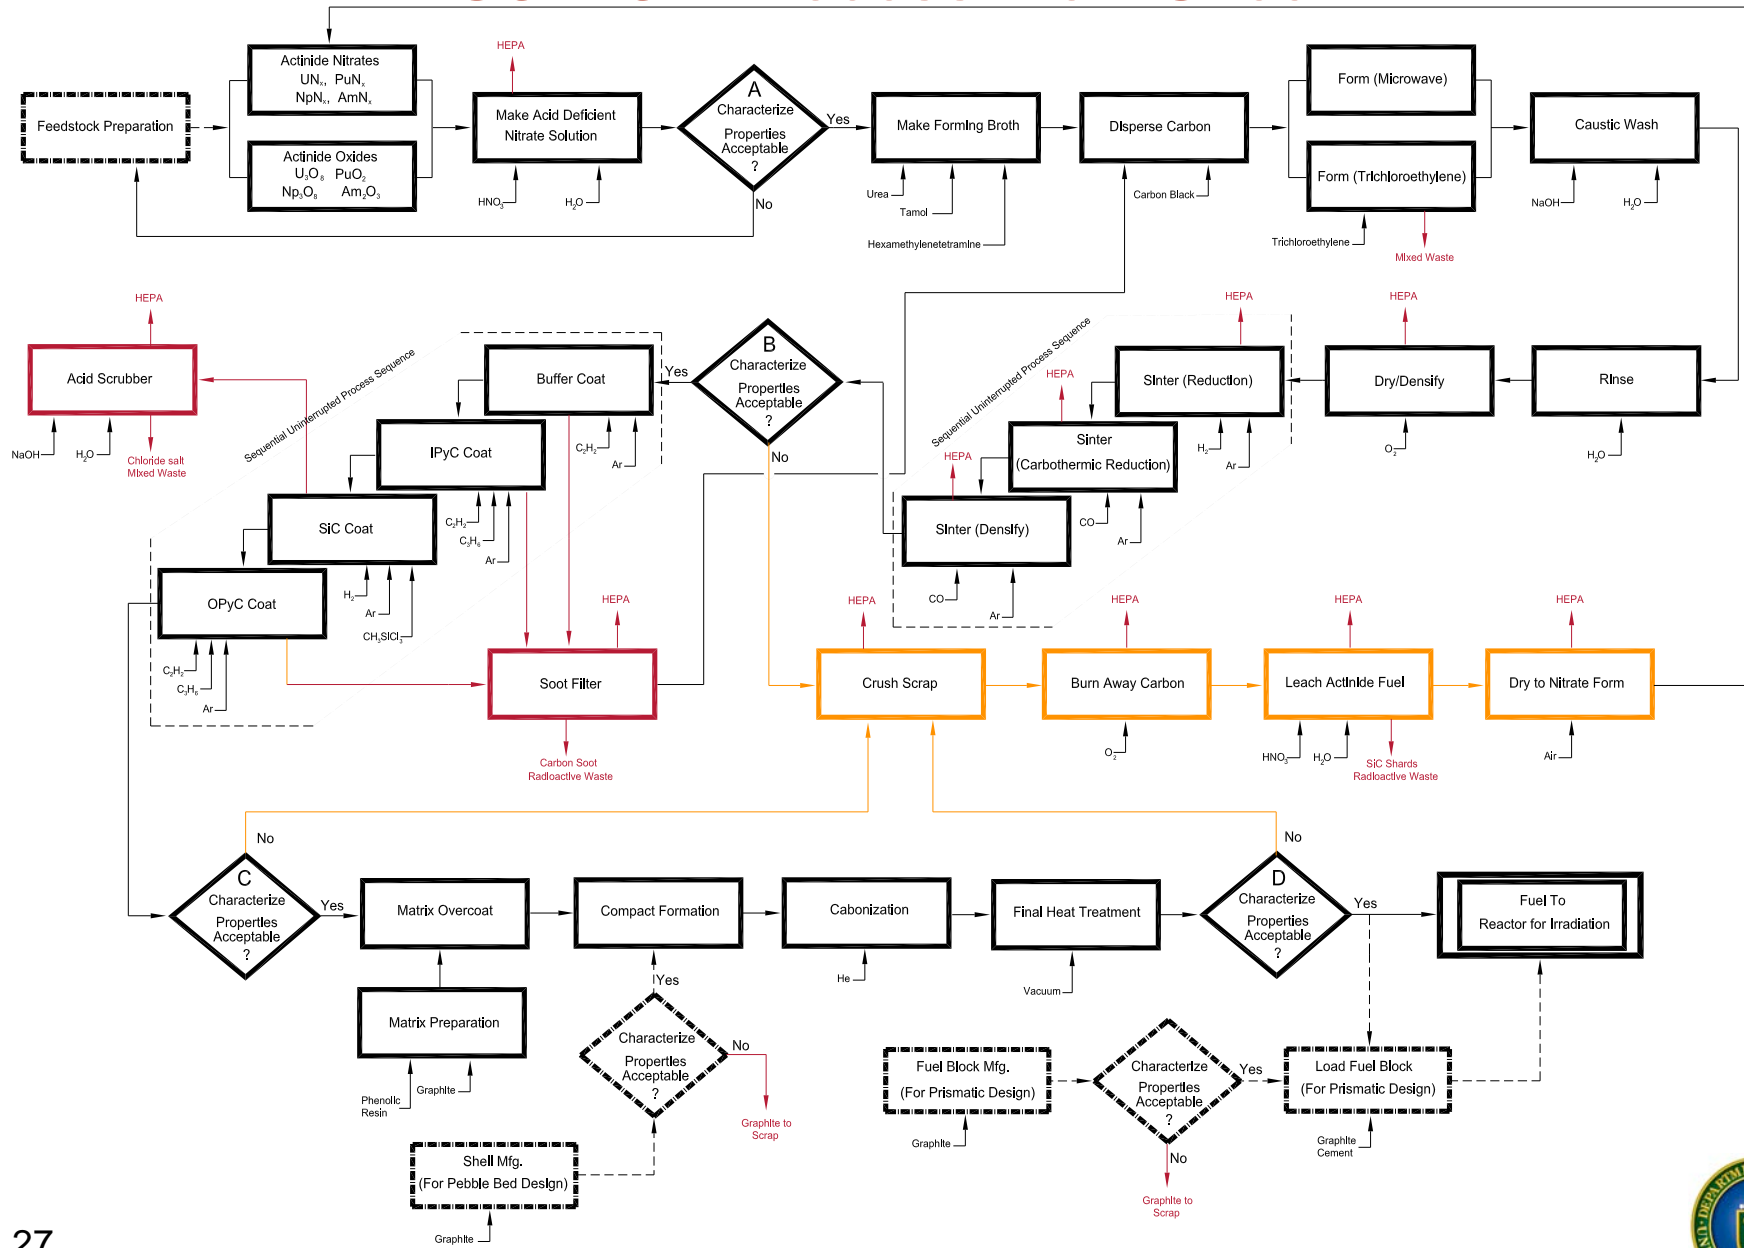 Actinide Nitrates
UNₓ, PuNₓ
NpNₓ, AmNₓ
Feedstock Preparation
Actinide Oxides
U₃O₈ PuO₂
Np₃O₈ Am₂O₃
HEPA
Make Acid Deficient
Nitrate Solution
HNO₃
H₂O
A
Characterize
Properties
Acceptable
?
Yes
No
Make Forming Broth
Urea
Tamol
Hexamethylenetetramine
Disperse Carbon
Carbon Black
Form (Microwave)
Form (Trichloroethylene)
Trichloroethylene
Mixed Waste
Caustic Wash
NaOH
H₂O
HEPA
Acid Scrubber
NaOH
H₂O
Chloride salt
Mixed Waste
Sequential Uninterrupted Process Sequence
Buffer Coat
C₂H₂
Ar
IPyC Coat
C₂H₂
C₃H₆
Ar
SiC Coat
H₂
Ar
CH₃SiCl₃
OPyC Coat
C₂H₂
C₃H₆
Ar
Yes
B
Characterize
Properties
Acceptable
?
No
Sequential Uninterrupted Process Sequence
HEPA
Sinter (Reduction)
H₂
Ar
HEPA
Sinter
(Carbothermic Reduction)
CO
Ar
HEPA
Sinter (Densify)
CO
Ar
HEPA
Dry/Densify
O₂
Rinse
H₂O
HEPA
Soot Filter
Carbon Soot
Radioactive Waste
HEPA
Crush Scrap
HEPA
Burn Away Carbon
O₂
HEPA
Leach Actinide Fuel
HNO₃
H₂O
SiC Shards
Radioactive Waste
HEPA
Dry to Nitrate Form
Air
No
C
Characterize
Properties
Acceptable
?
Yes
Matrix Overcoat
Compact Formation
Cabonization
He
Final Heat Treatment
Vacuum
No
D
Characterize
Properties
Acceptable
?
Yes
Fuel To
Reactor for Irradiation
Matrix Preparation
Phenolic
Resin
Graphite
Yes
Characterize
Properties
Acceptable
?
No
Graphite to
Scrap
Shell Mfg.
(For Pebble Bed Design)
Graphite
Fuel Block Mfg.
(For Prismatic Design)
Graphite
Characterize
Properties
Acceptable
?
Yes
No
Graphite to
Scrap
Load Fuel Block
(For Prismatic Design)
Graphite
Cement
27